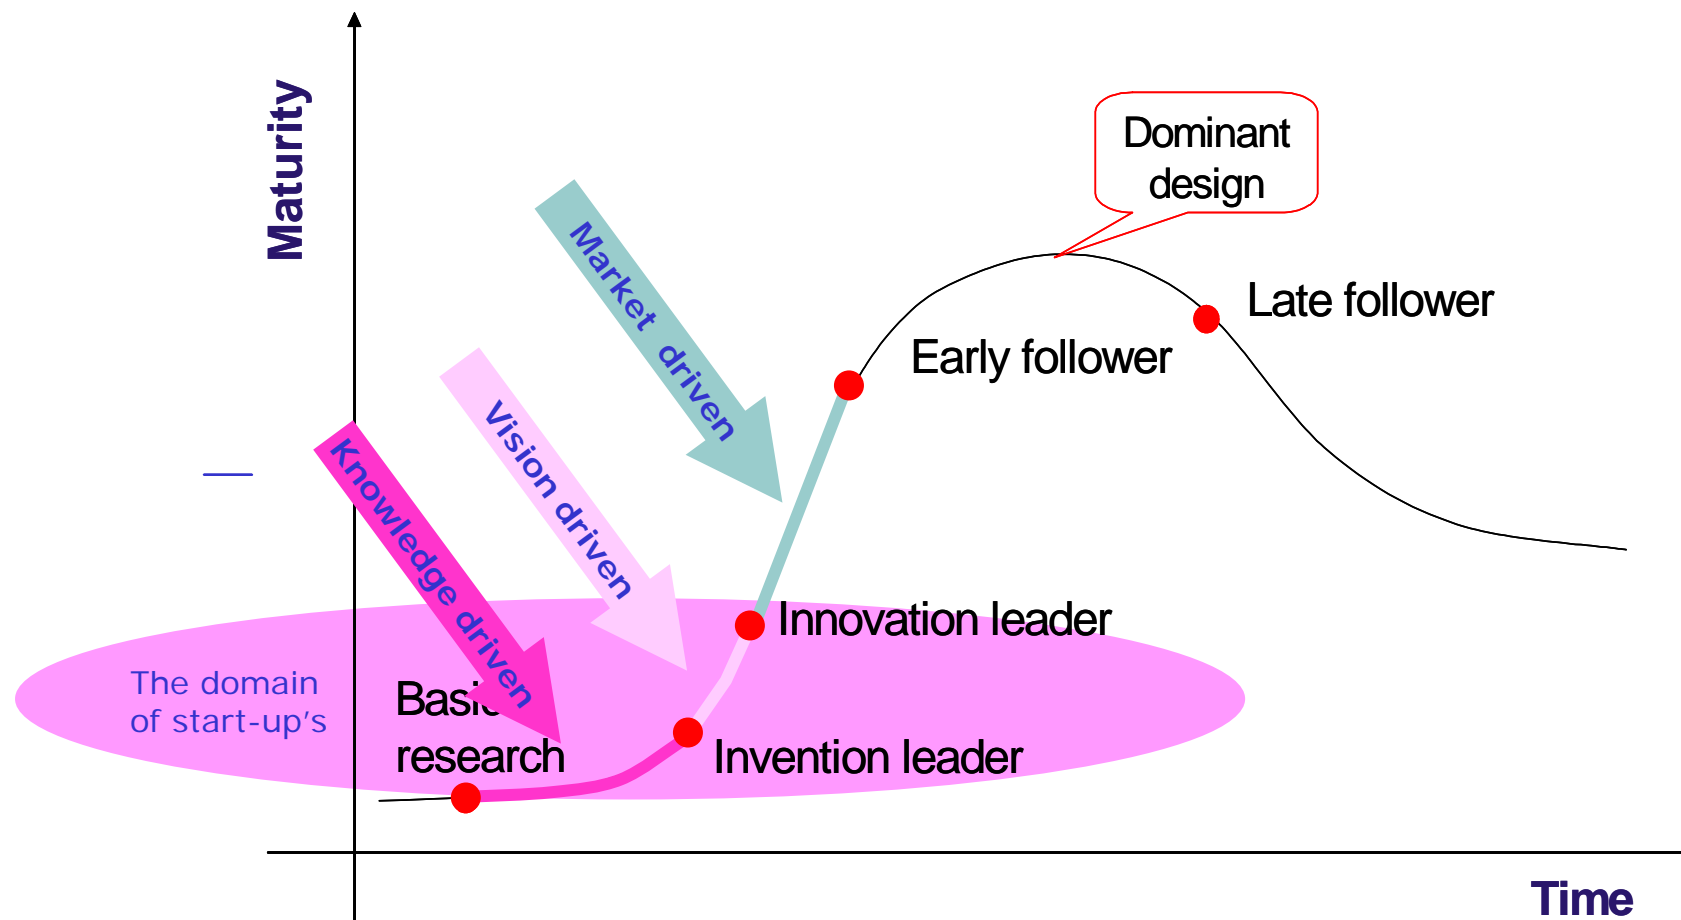 Maturity
Dominant
design
Market driven
Late follower
Early follower
Vision driven
Knowledge driven
Innovation leader
The domain
of start-up's
Basic
research
Invention leader
Time